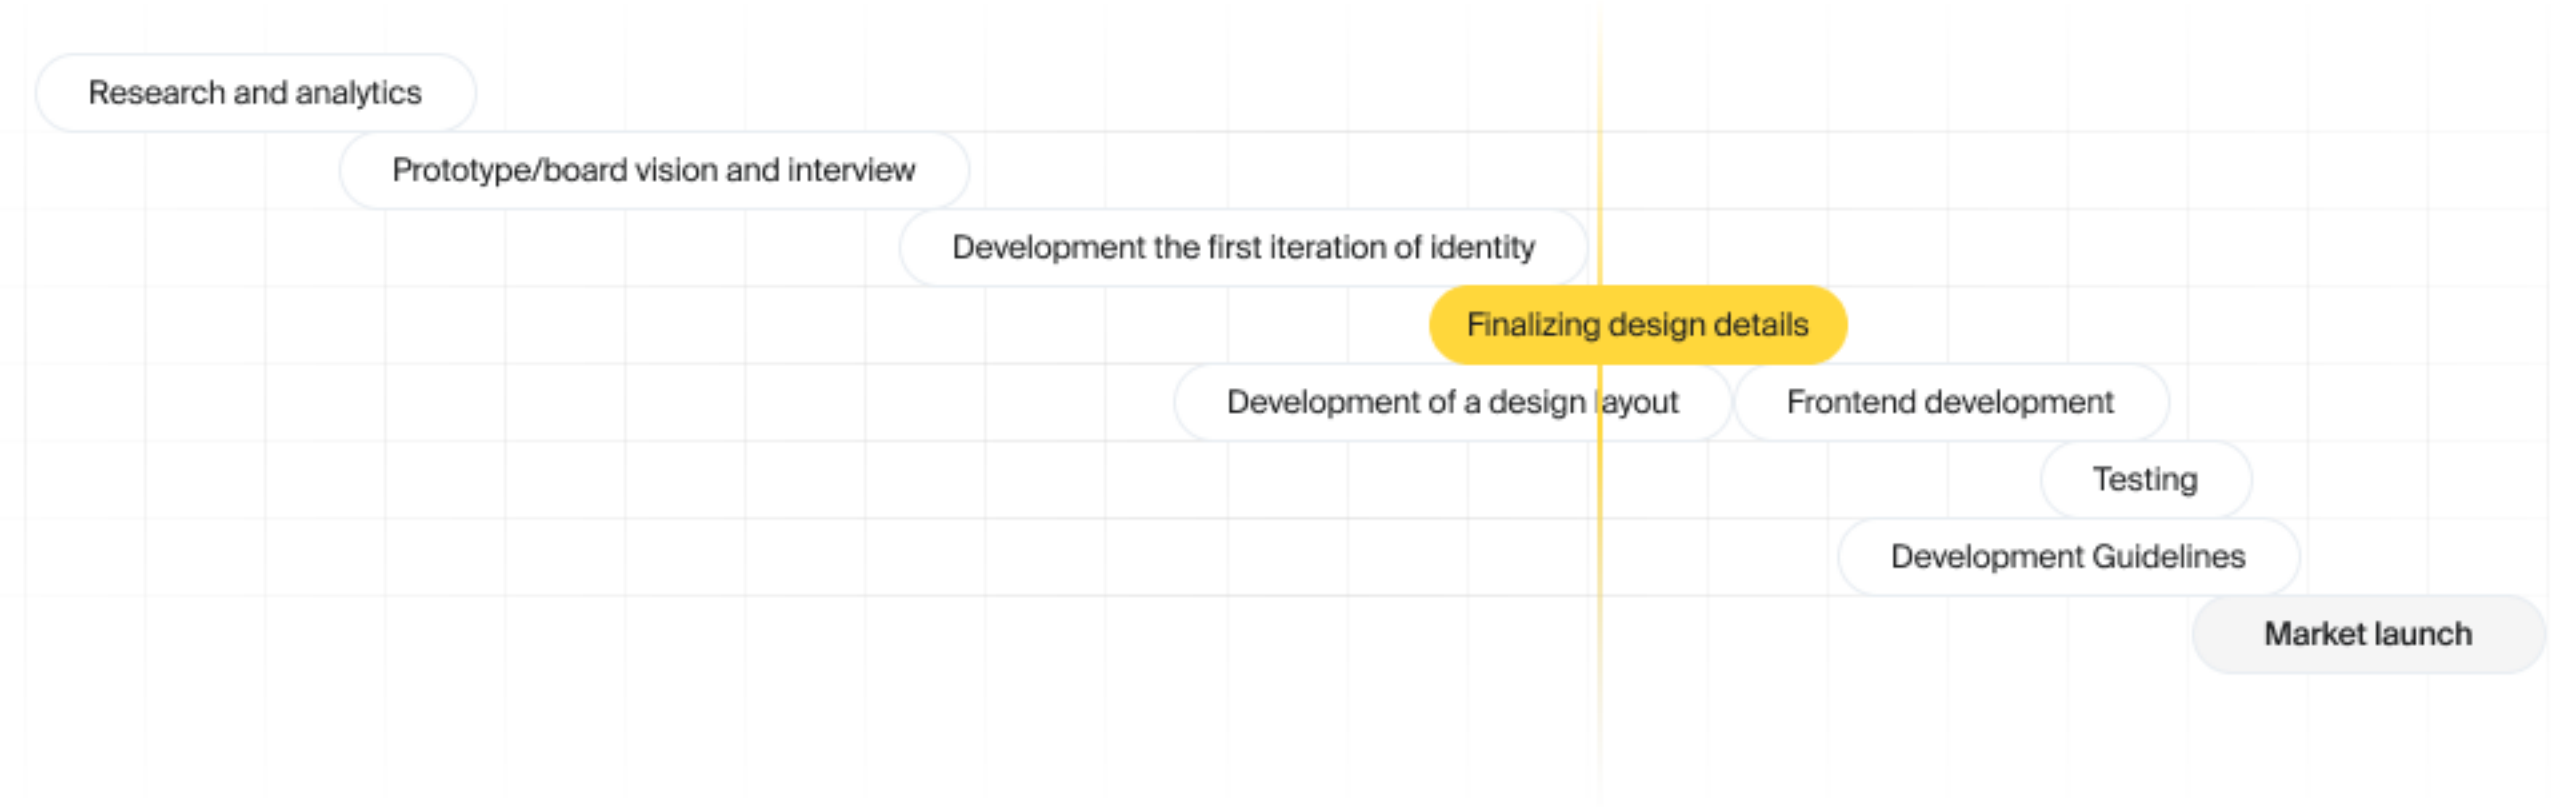 Research and analytics
Prototype/board vision and interview
Development the first iteration of identity
Finalizing design details
Development of a design layout
Frontend development
Testing
Development Guidelines
Market launch